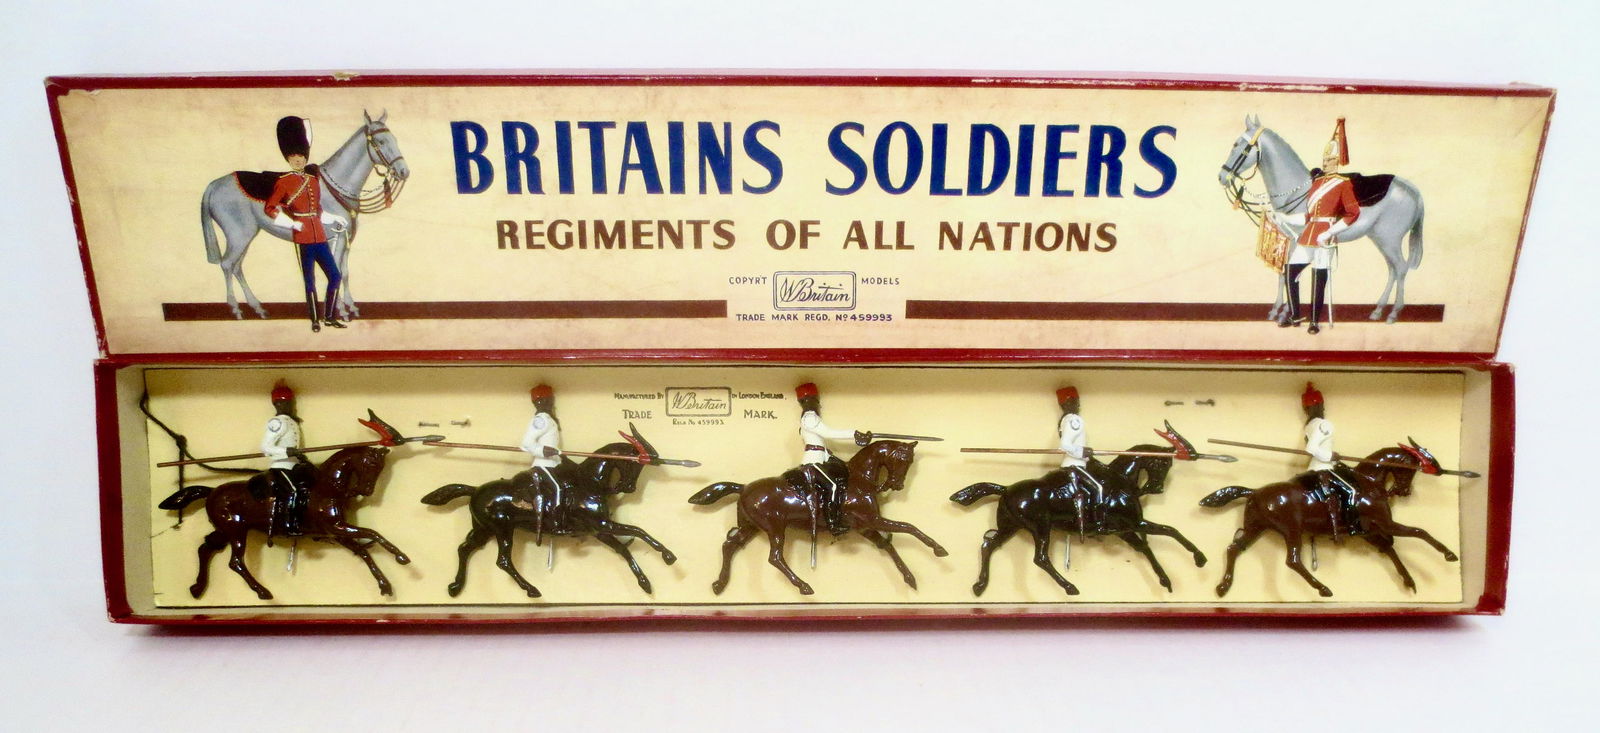 BRITAINS SOLDIERS
REGIMENTS OF ALL NATIONS
COPYRT W Britain MODELS
TRADE MARK REGD. Nº 459993
MANUFACTURED BY W Britain IN LONDON ENGLAND.
TRADE MARK.
REGD No 459993